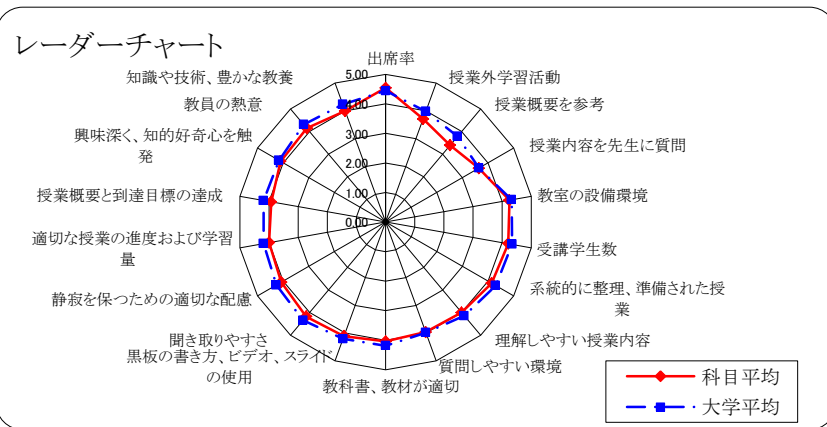 レーダーチャート
出席率
授業外学習活動
授業概要を参考
授業内容を先生に質問
教室の設備環境
受講学生数
系統的に整理、準備された授
業
理解しやすい授業内容
質問しやすい環境
教科書、教材が適切
黒板の書き方、ビデオ、スライド
の使用
聞き取りやすさ
静寂を保つための適切な配慮
適切な授業の進度および学習
量
授業概要と到達目標の達成
興味深く、知的好奇心を触
発
教員の熱意
知識や技術、豊かな教養
5.00
4.00
3.00
2.00
1.00
0.00
科目平均
大学平均